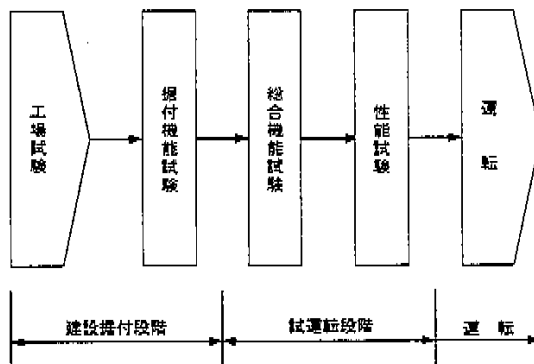 工場試験
据付機能試験
総合機能試験
性能試験
運転
建設据付段階
試運転段階
運転